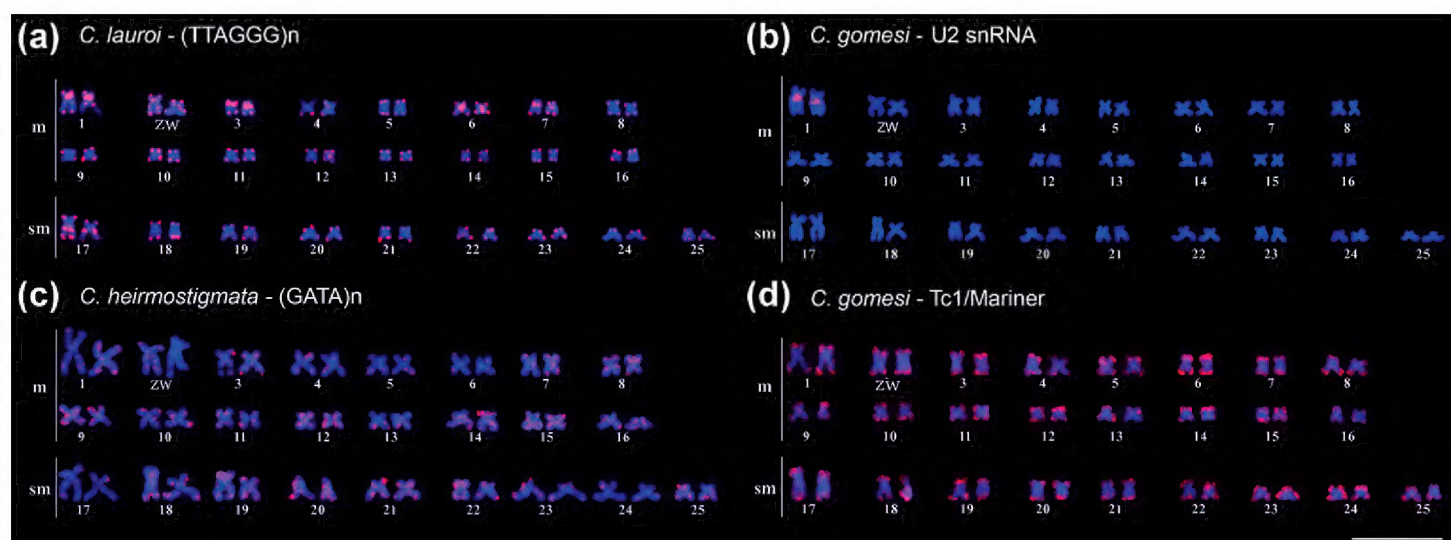 (a) C. lauroi - (TTAGGG)n
m
1 ZW 3 4 5 6 7 8
9 10 11 12 13 14 15 16
sm
17 18 19 20 21 22 23 24 25
(b) C. gomesi - U2 snRNA
m
1 ZW 3 4 5 6 7 8
9 10 11 12 13 14 15 16
sm
17 18 19 20 21 22 23 24 25
(c) C. heirmostigmata - (GATA)n
m
1 ZW 3 4 5 6 7 8
9 10 11 12 13 14 15 16
sm
17 18 19 20 21 22 23 24 25
(d) C. gomesi - Tc1/Mariner
m
1 ZW 3 4 5 6 7 8
9 10 11 12 13 14 15 16
sm
17 18 19 20 21 22 23 24 25